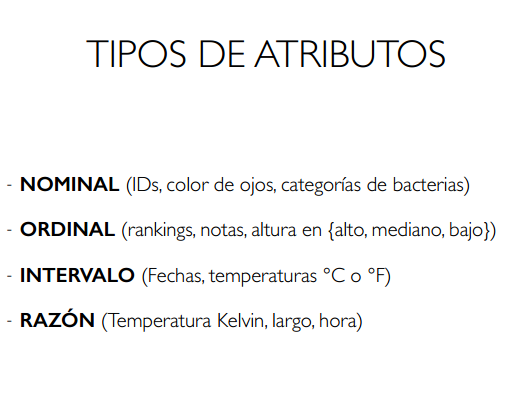 TIPOS DE ATRIBUTOS
- NOMINAL (IDs, color de ojos, categorías de bacterias)
- ORDINAL (rankings, notas, altura en {alto, mediano, bajo})
- INTERVALO (Fechas, temperaturas °C o °F)
- RAZÓN (Temperatura Kelvin, largo, hora)